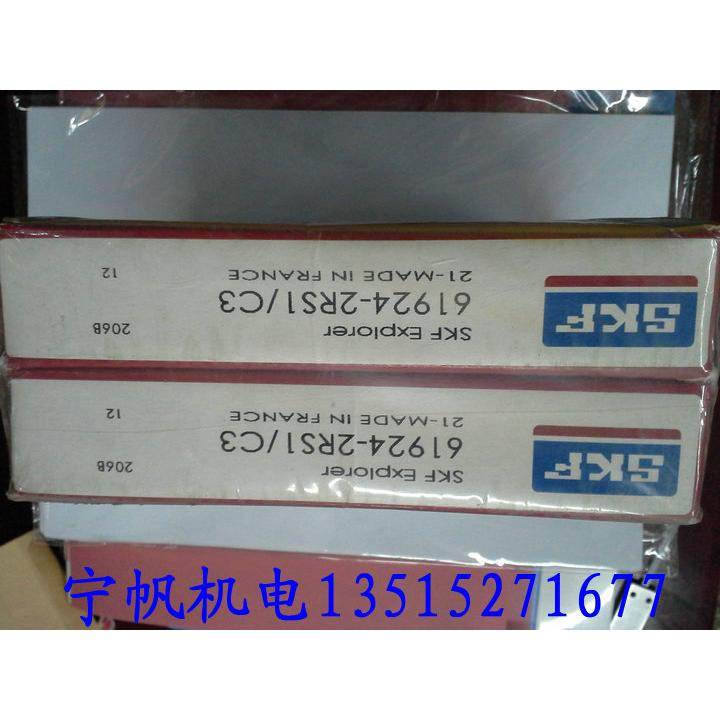 SKF
SKF Explorer
61924-2RS1/C3
21-MADE IN FRANCE
206B
12
SKF
SKF Explorer
61924-2RS1/C3
21-MADE IN FRANCE
206B
12
宁帆机电13515271677